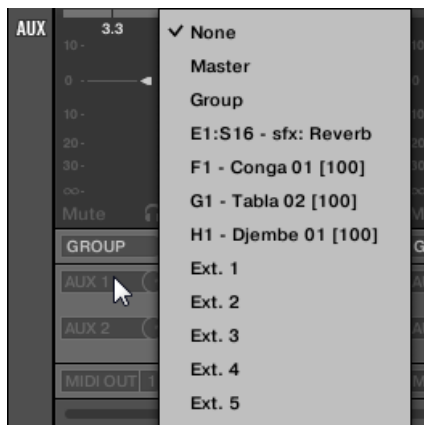 AUX
3.3
10 -
0
10 -
20 -
30 -
∞-
Mute
GROUP
AUX 1
AUX 2
MIDI OUT 1
✓ None
Master
Group
E1:S16 - sfx: Reverb
F1 - Conga 01 [100]
G1 - Tabla 02 [100]
H1 - Djembe 01 [100]
Ext. 1
Ext. 2
Ext. 3
Ext. 4
Ext. 5